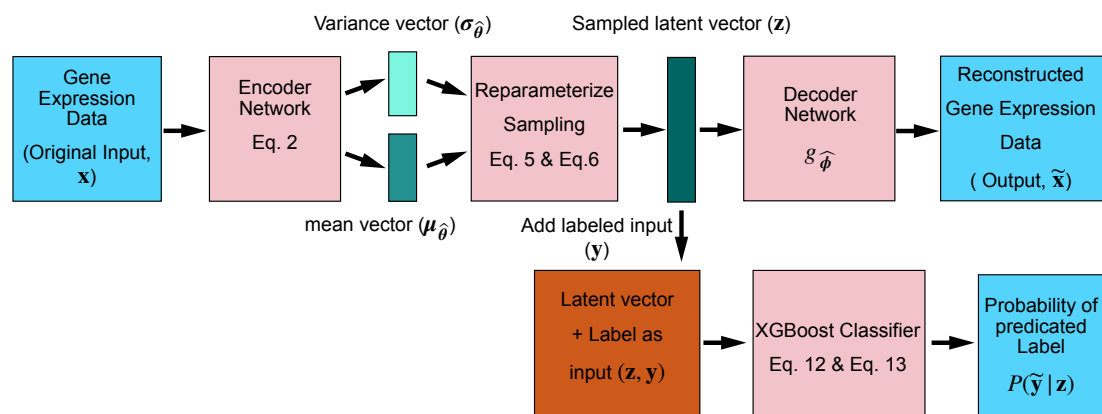 Variance vector (σ_θ̂)
Sampled latent vector (z)
Gene
Expression
Data
(Original Input,
x)
Encoder
Network
Eq. 2
Reparameterize
Sampling
Eq. 5 & Eq.6
Decoder
Network
g_φ̂
Reconstructed
Gene Expression
Data
( Output, x̃)
mean vector (μ_θ̂)
Add labeled input
(y)
Latent vector
+ Label as
input (z, y)
XGBoost Classifier
Eq. 12 & Eq. 13
Probability of
predicated
Label
P(ỹ | z)